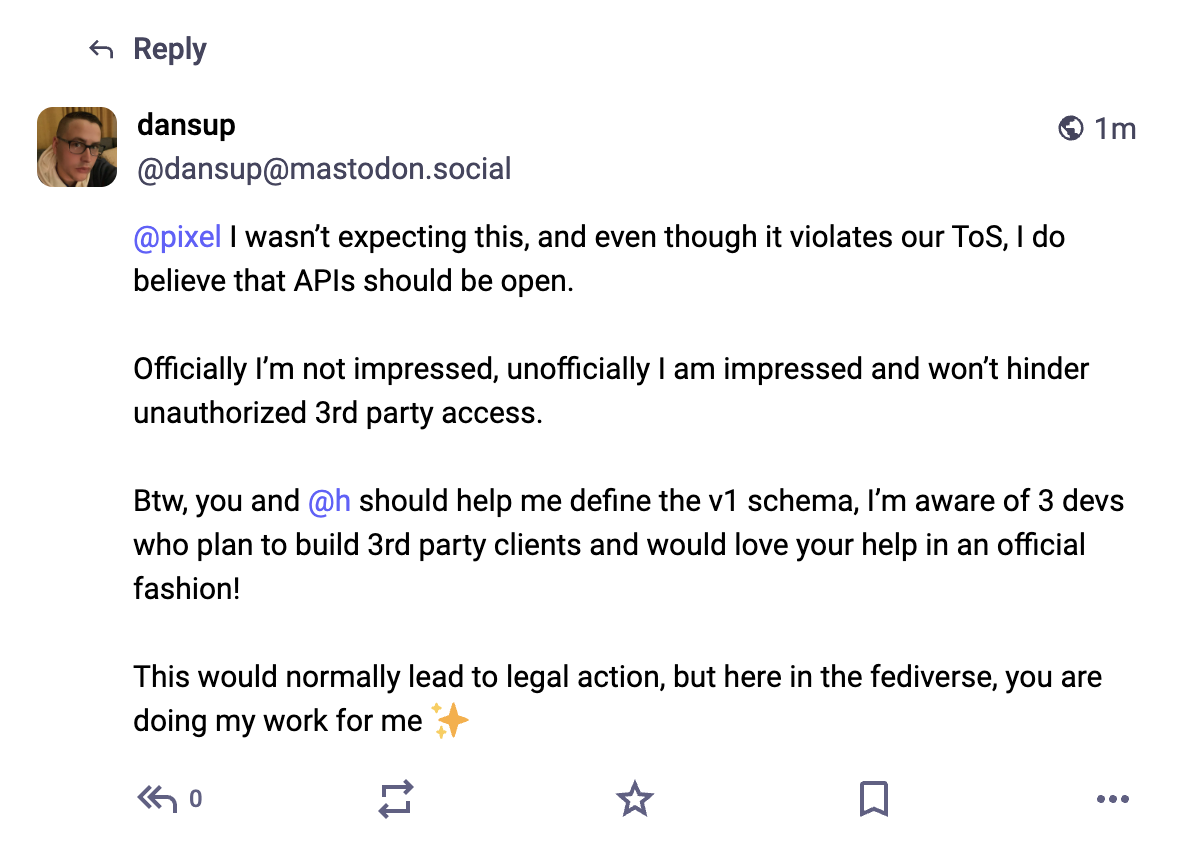 Reply
dansup
1m
@dansup@mastodon.social
@pixel I wasn’t expecting this, and even though it violates our ToS, I do
believe that APIs should be open.
Officially I’m not impressed, unofficially I am impressed and won’t hinder
unauthorized 3rd party access.
Btw, you and @h should help me define the v1 schema, I’m aware of 3 devs
who plan to build 3rd party clients and would love your help in an official
fashion!
This would normally lead to legal action, but here in the fediverse, you are
doing my work for me ✨
0